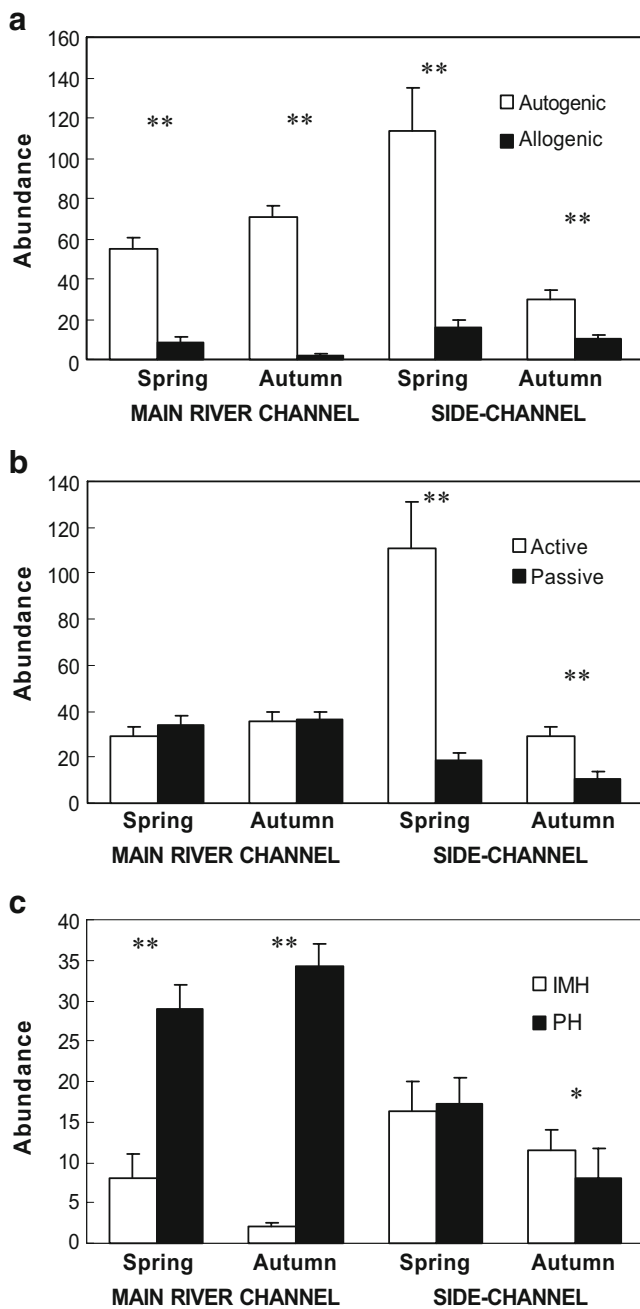 a
160
140
120
100
80
60
40
20
0
Abundance
** ** ** **
Autogenic
Allogenic
Spring Autumn Spring Autumn
MAIN RIVER CHANNEL SIDE-CHANNEL
b
140
120
100
80
60
40
20
0
Abundance
** **
Active
Passive
Spring Autumn Spring Autumn
MAIN RIVER CHANNEL SIDE-CHANNEL
c
40
35
30
25
20
15
10
5
0
Abundance
** ** *
IMH
PH
Spring Autumn Spring Autumn
MAIN RIVER CHANNEL SIDE-CHANNEL